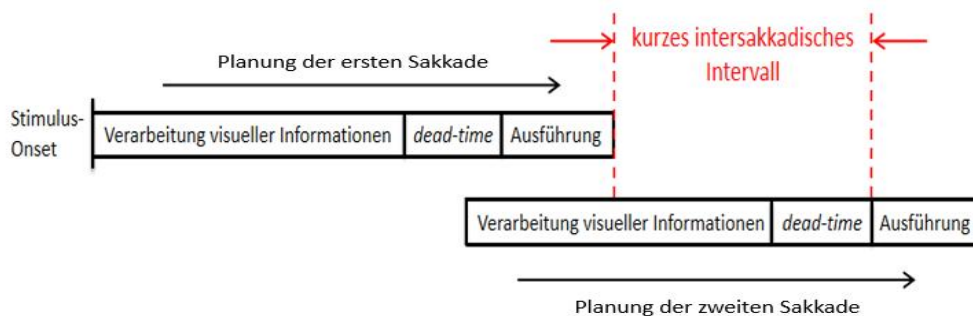 kurzes intersakkadisches
Intervall
Planung der ersten Sakkade
Stimulus-
Onset
Verarbeitung visueller Informationen
dead-time
Ausführung
Verarbeitung visueller Informationen
dead-time
Ausführung
Planung der zweiten Sakkade